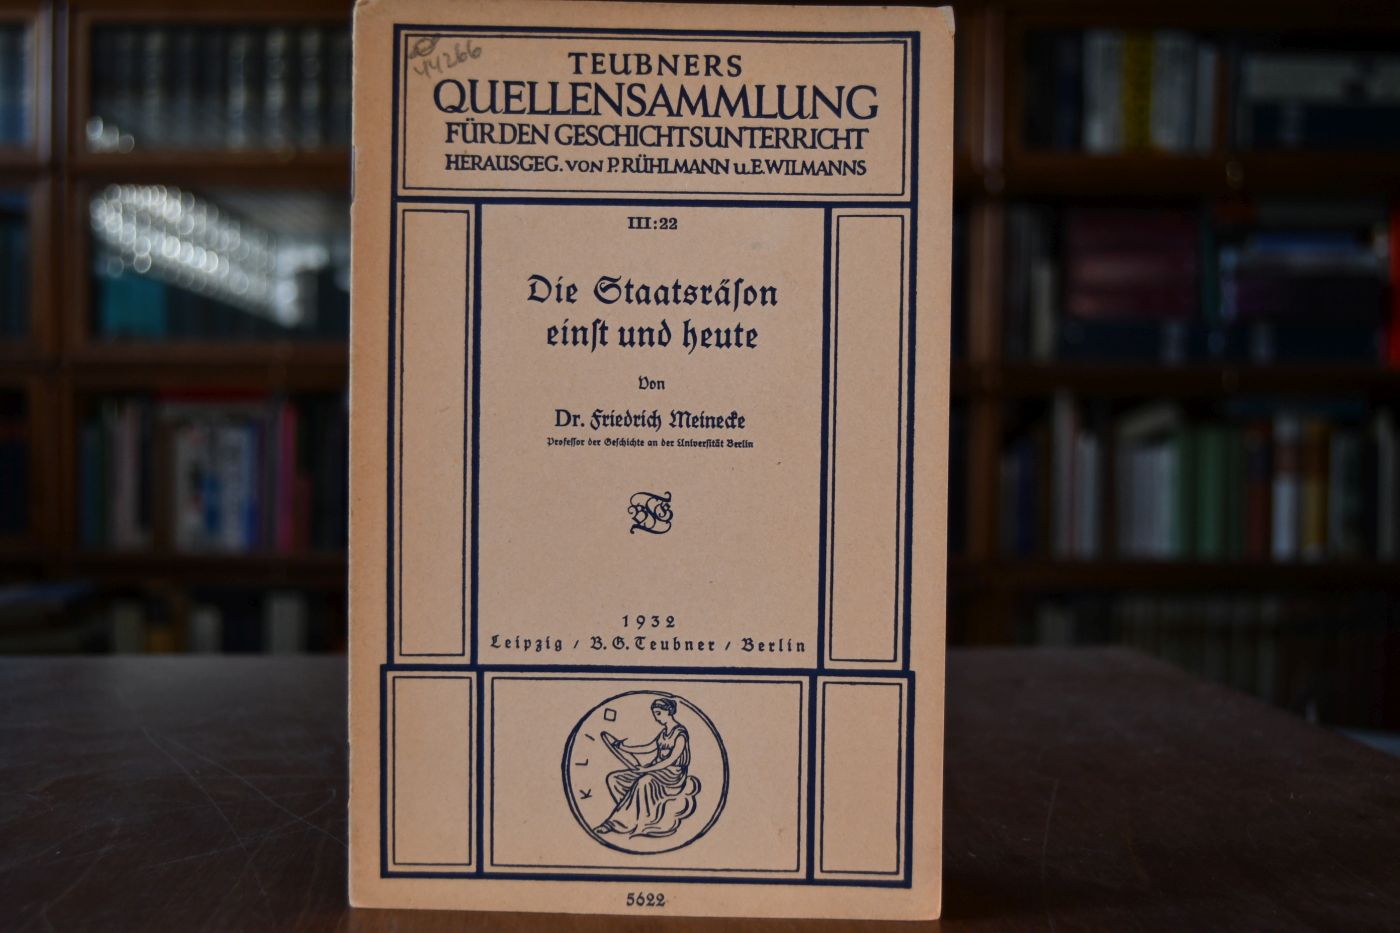 44266
TEUBNERS
QUELLENSAMMLUNG
FÜR DEN GESCHICHTSUNTERRICHT
HERAUSGEG. VON P. RÜHLMANN u. E. WILMANNS
III:22
Die Staatsräſon
einſt und heute
Von
Dr. Friedrich Meinecke
Profeſſor der Geſchichte an der Univerſität Berlin
1932
Leipzig / B. G. Teubner / Berlin
KLIO
5622